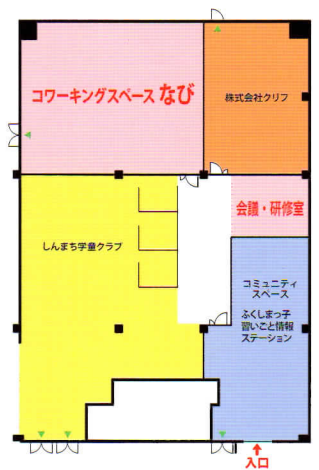 コワーキングスペース なび
株式会社クリフ
会議・研修室
しんまち学童クラブ
コミュニティ
スペース
ふくしまっ子
習いごと情報
ステーション
入口